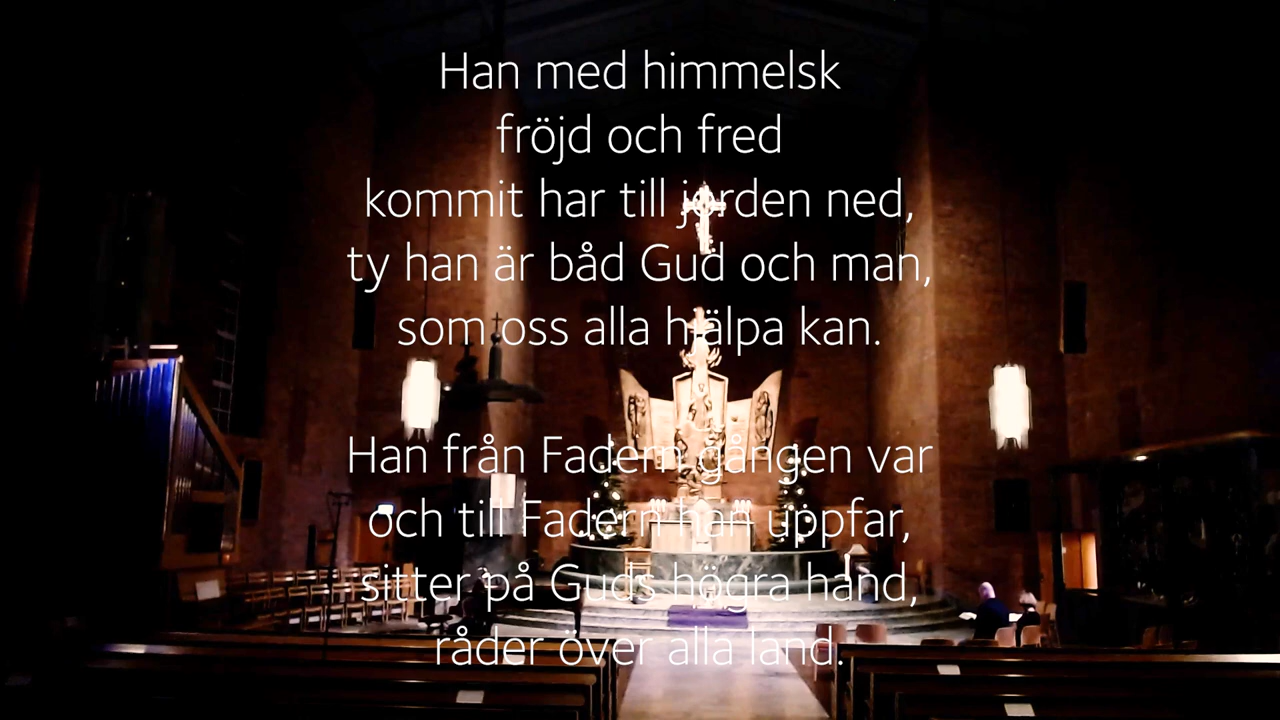 Han med himmelsk
fröjd och fred
kommit har till jorden ned,
ty han är båd Gud och man,
som oss alla hjälpa kan.
Han från Fadern gången var
och till Fadern han uppfar,
sitter på Guds högra hand,
råder över alla land.